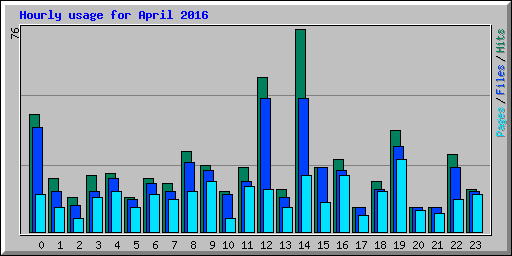 Hourly usage for April 2016
76
Pages / Files / Hits
0 1 2 3 4 5 6 7 8 9 10 11 12 13 14 15 16 17 18 19 20 21 22 23